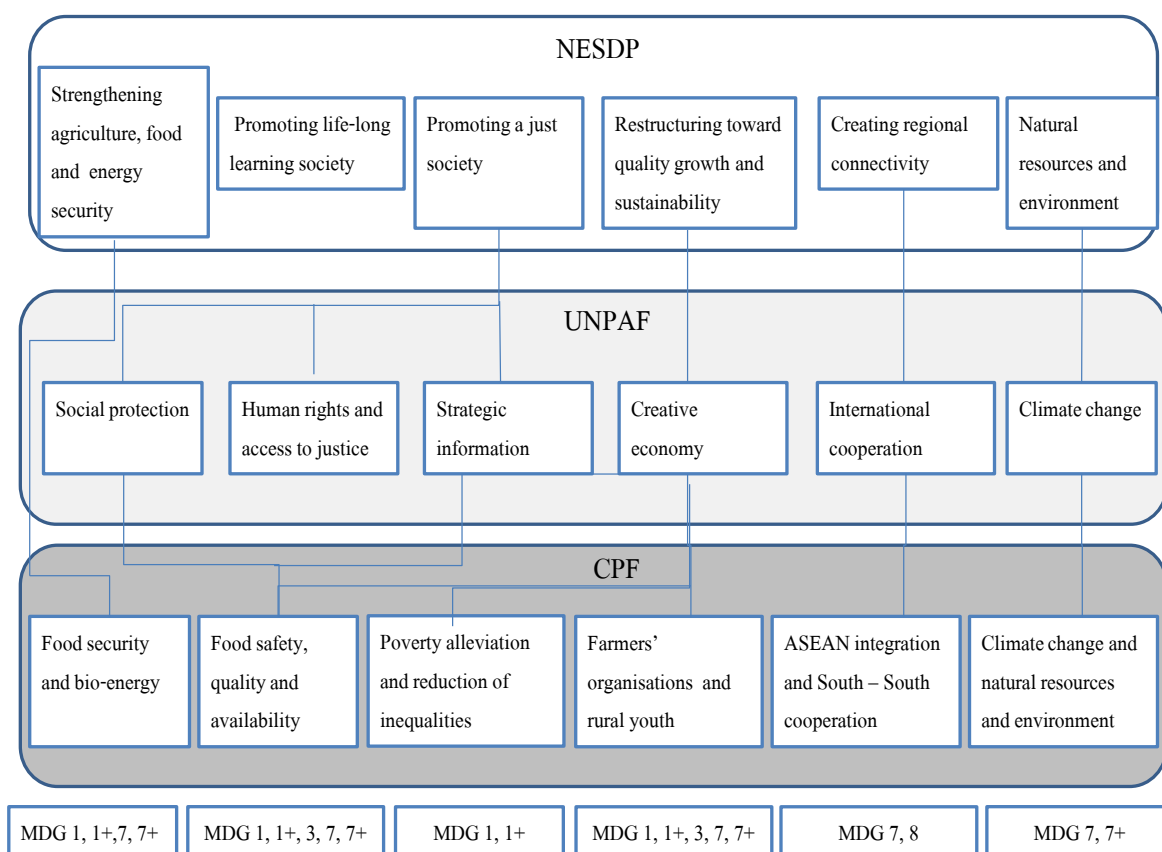 NESDP
Strengthening
agriculture, food
and energy
security
Promoting life-long
learning society
Promoting a just
society
Restructuring toward
quality growth and
sustainability
Creating regional
connectivity
Natural
resources and
environment
UNPAF
Social protection
Human rights and
access to justice
Strategic
information
Creative
economy
International
cooperation
Climate change
CPF
Food security
and bio-energy
Food safety,
quality and
availability
Poverty alleviation
and reduction of
inequalities
Farmers’
organisations and
rural youth
ASEAN integration
and South – South
cooperation
Climate change and
natural resources
and environment
MDG 1, 1+,7, 7+
MDG 1, 1+, 3, 7, 7+
MDG 1, 1+
MDG 1, 1+, 3, 7, 7+
MDG 7, 8
MDG 7, 7+